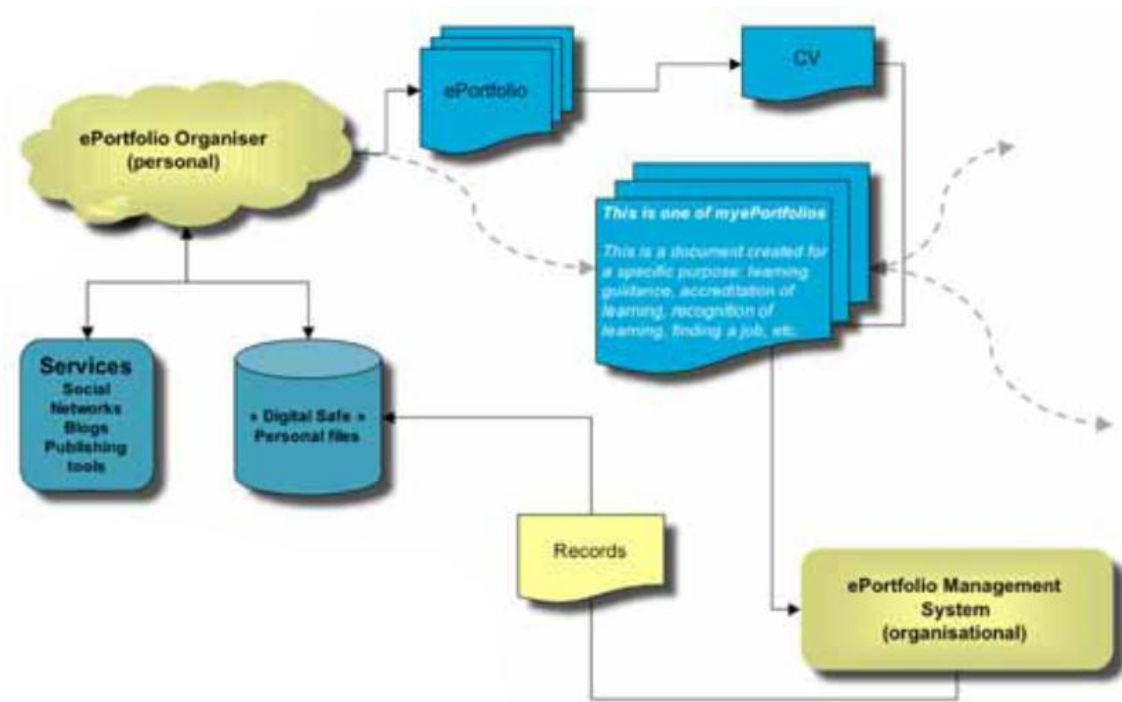 ePortfolio
CV
ePortfolio Organiser
(personal)
This is one of myePortfolios
This is a document created for
a specific purpose: learning
guidance, accreditation of
learning, recognition of
learning, finding a job, etc.
Services
Social
Networks
Blogs
Publishing
tools
« Digital Safe »
Personal files
Records
ePortfolio Management
System
(organisational)